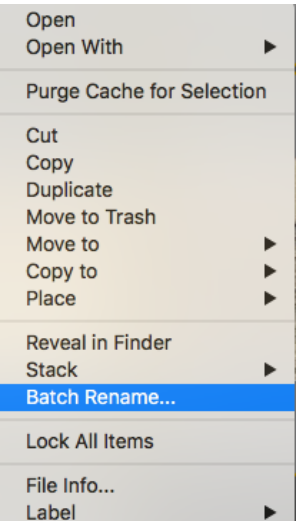 Open
Open With
Purge Cache for Selection
Cut
Copy
Duplicate
Move to Trash
Move to
Copy to
Place
Reveal in Finder
Stack
Batch Rename...
Lock All Items
File Info...
Label